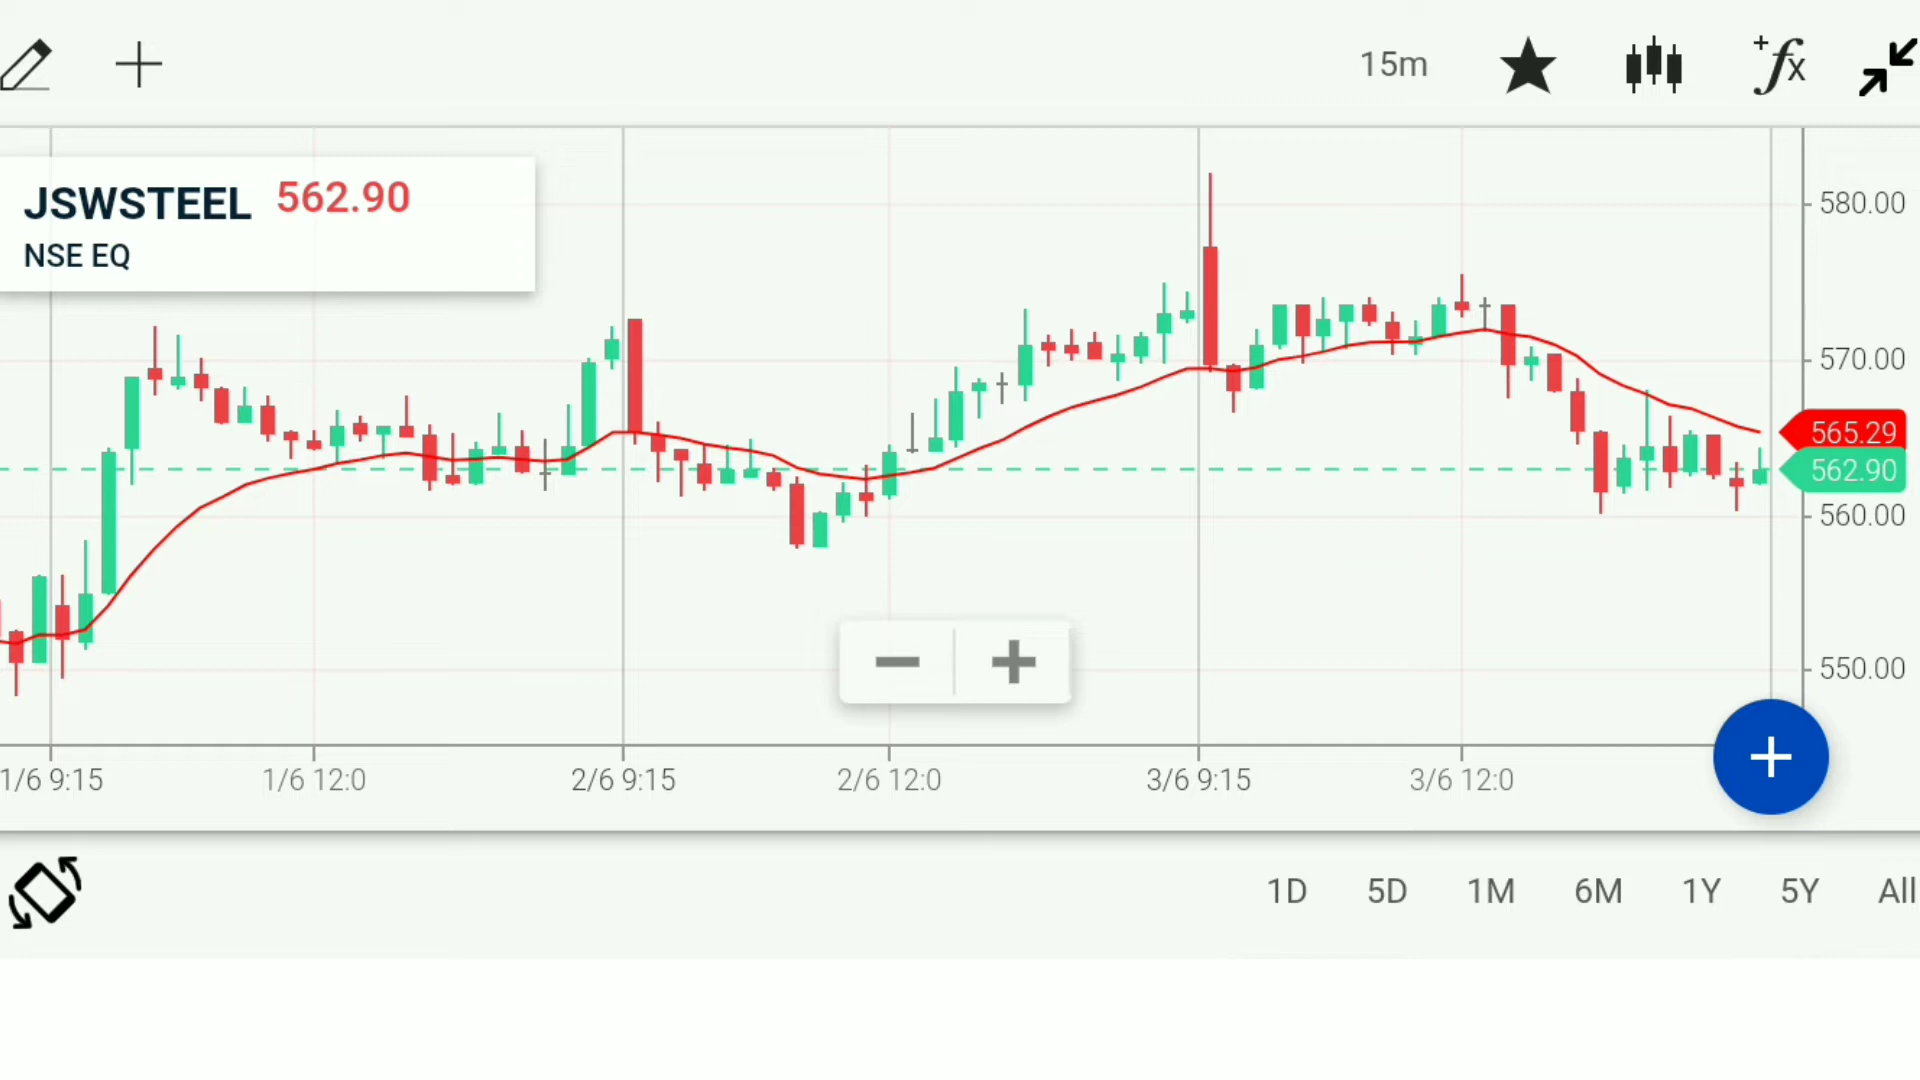 15m
+fx
JSWSTEEL 562.90
NSE EQ
580.00
570.00
565.29
562.90
560.00
550.00
1/6 9:15 1/6 12:0 2/6 9:15 2/6 12:0 3/6 9:15 3/6 12:0
1D 5D 1M 6M 1Y 5Y All